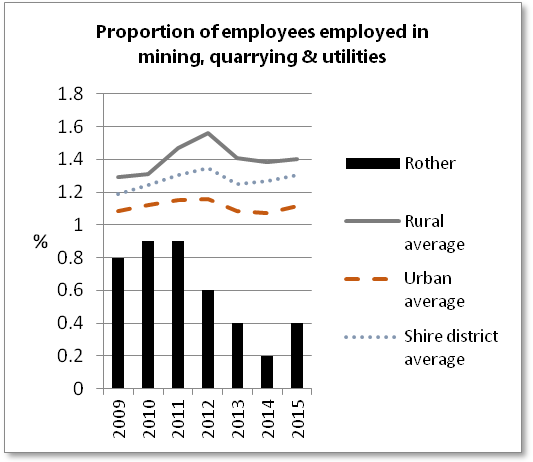 Proportion of employees employed in
mining, quarrying & utilities
1.8
1.6
1.4
1.2
1
0.8
0.6
0.4
0.2
0
%
2009
2010
2011
2012
2013
2014
2015
Rother
Rural
average
Urban
average
Shire district
average